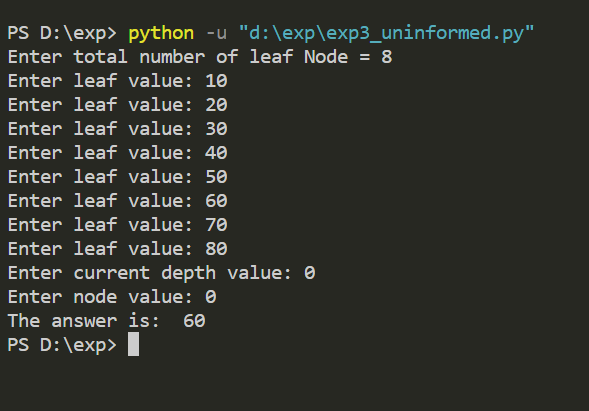 PS D:\exp> python -u "d:\exp\exp3_uninformed.py"
Enter total number of leaf Node = 8
Enter leaf value: 10
Enter leaf value: 20
Enter leaf value: 30
Enter leaf value: 40
Enter leaf value: 50
Enter leaf value: 60
Enter leaf value: 70
Enter leaf value: 80
Enter current depth value: 0
Enter node value: 0
The answer is:  60
PS D:\exp>